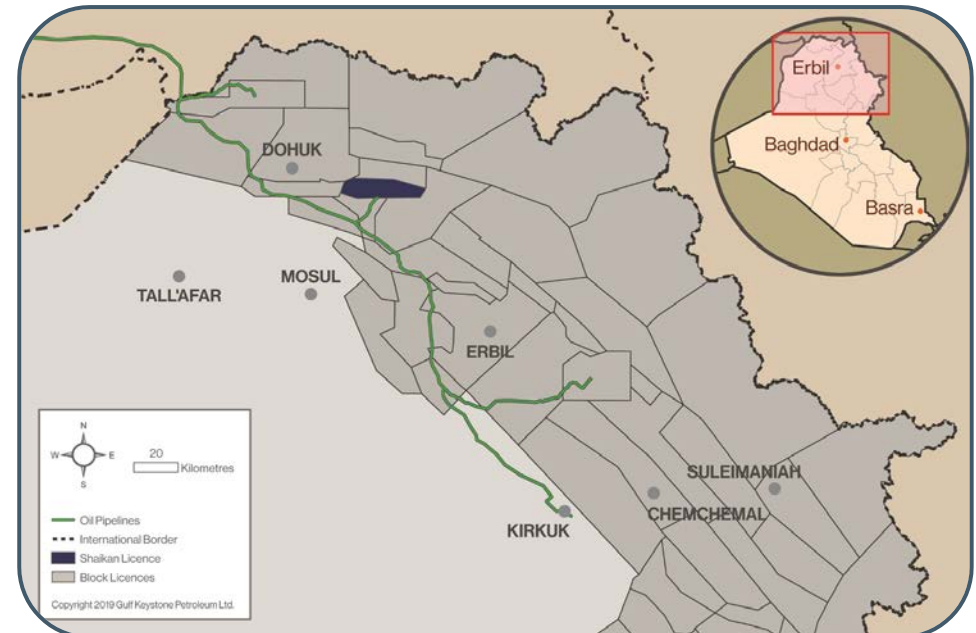 Erbil
Baghdad
Basra
DOHUK
TALL'AFAR
MOSUL
ERBIL
SULEIMANIAH
CHEMCHEMAL
KIRKUK
N
W E
S
20
Kilometres
Oil Pipelines
International Border
Shaikan Licence
Block Licences
Copyright 2019 Gulf Keystone Petroleum Ltd.